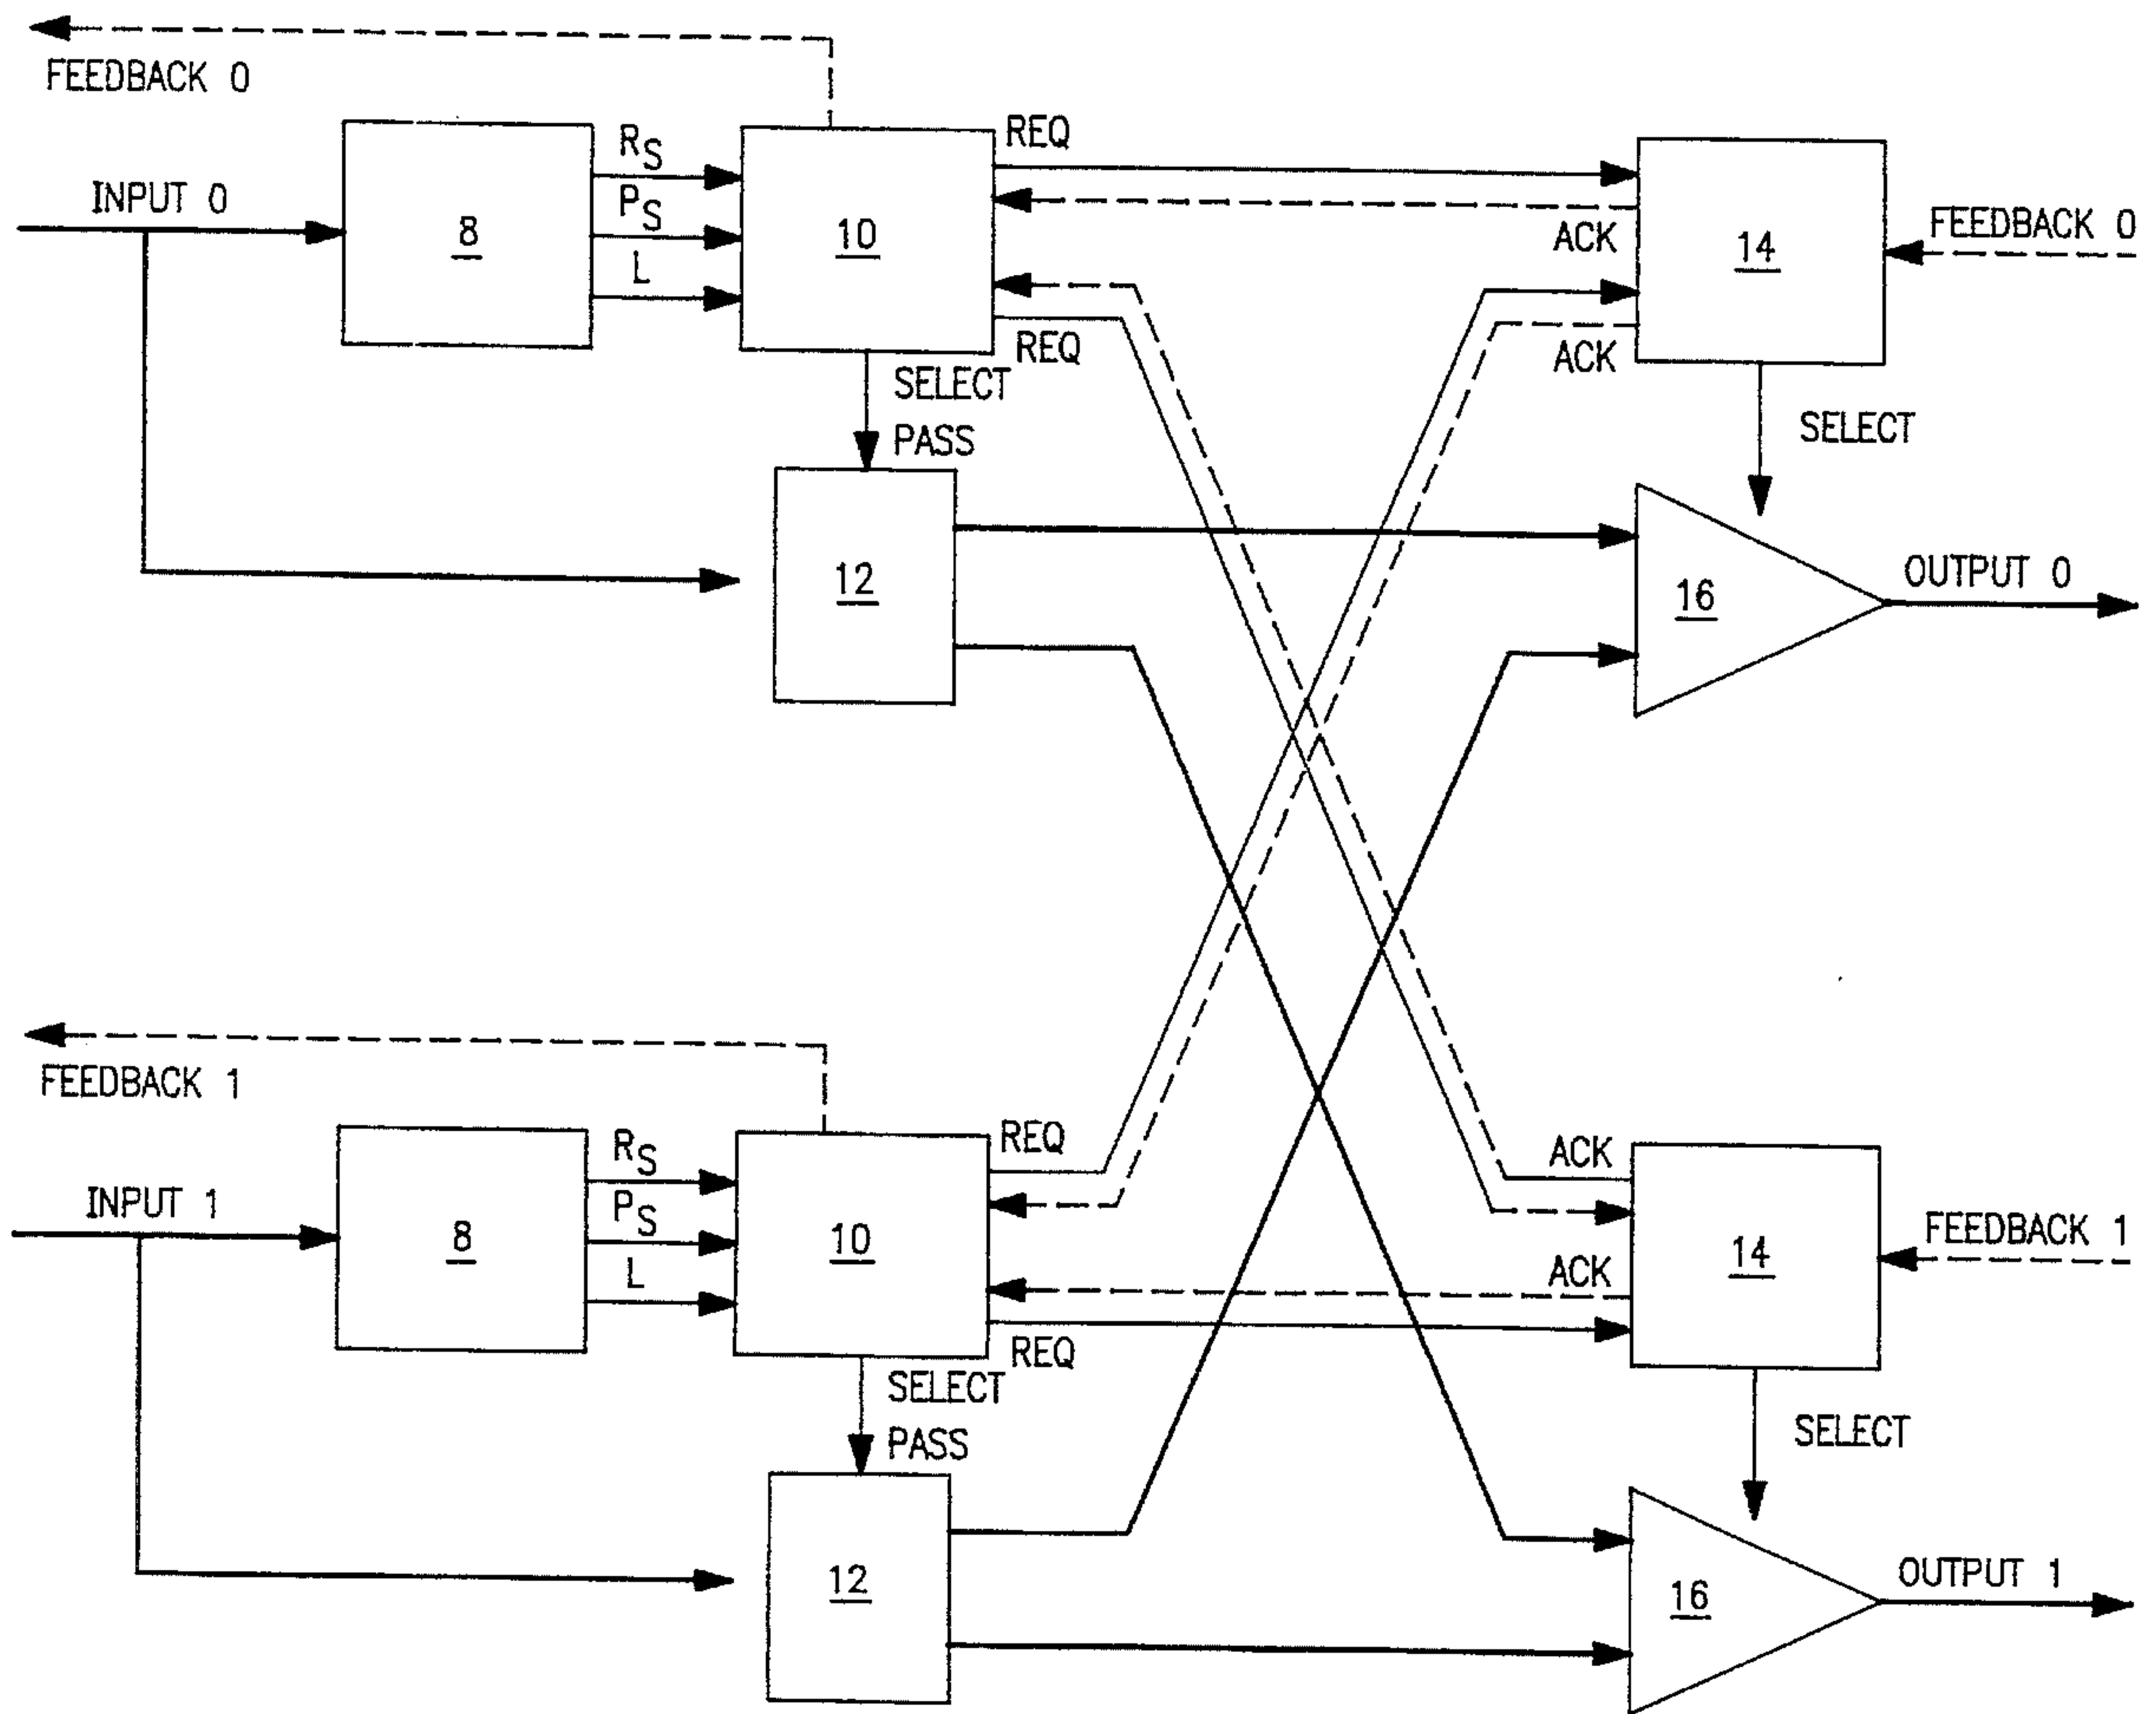 FEEDBACK 0
INPUT 0
8
RS
PS
L
10
REQ
ACK
REQ
ACK
14
FEEDBACK 0
SELECT
PASS
SELECT
12
16
OUTPUT 0
FEEDBACK 1
INPUT 1
8
RS
PS
L
10
REQ
ACK
ACK
REQ
14
FEEDBACK 1
SELECT
PASS
SELECT
12
16
OUTPUT 1